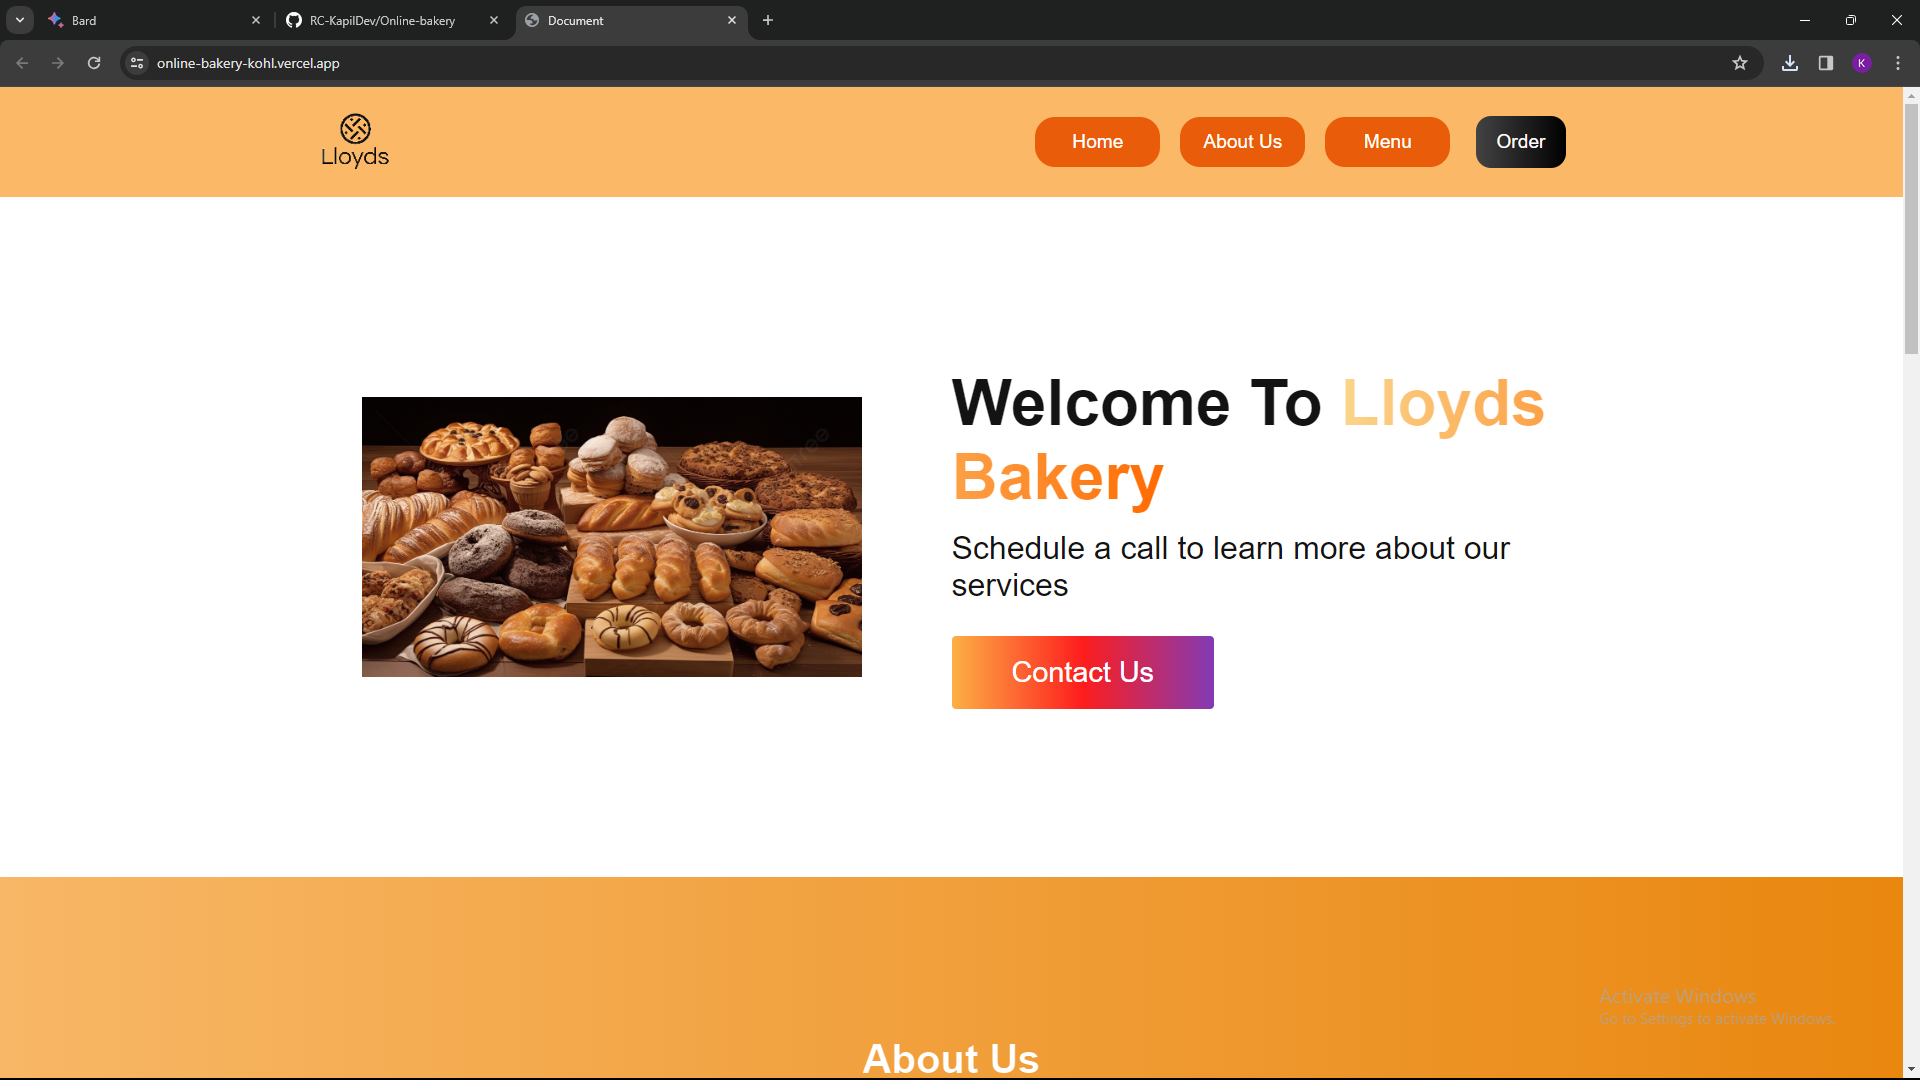 Bard
RC-KapilDev/Online-bakery
Document
online-bakery-kohl.vercel.app
K
Lloyds
Home
About Us
Menu
Order
Welcome To Lloyds
Bakery
Schedule a call to learn more about our
services
Contact Us
Activate Windows
Go to Settings to activate Windows.
About Us